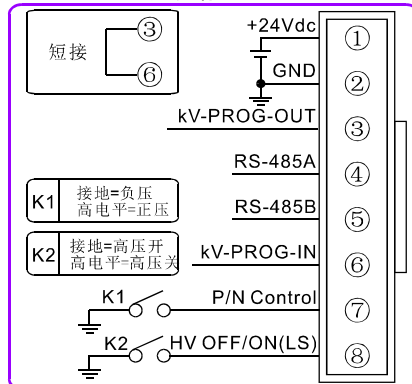 短接
③
⑥
+24Vdc
①
GND
②
kV-PROG-OUT
③
RS-485A
④
K1
接地=负压
高电平=正压
RS-485B
⑤
K2
接地=高压开
高电平=高压关
kV-PROG-IN
⑥
K1
P/N Control
⑦
K2
HV OFF/ON(LS)
⑧